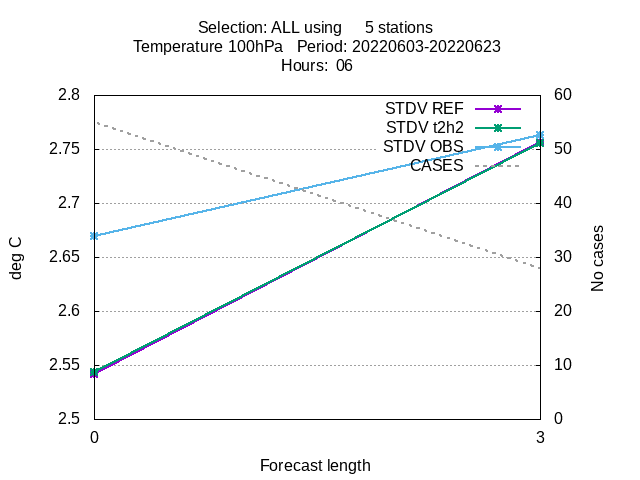 Selection: ALL using 5 stations
Temperature 100hPa Period: 20220603-20220623
Hours: 06
2.8
2.75
2.7
2.65
2.6
2.55
2.5
60
50
40
30
20
10
0
STDV REF
STDV t2h2
STDV OBS
CASES
deg C
No cases
0
3
Forecast length